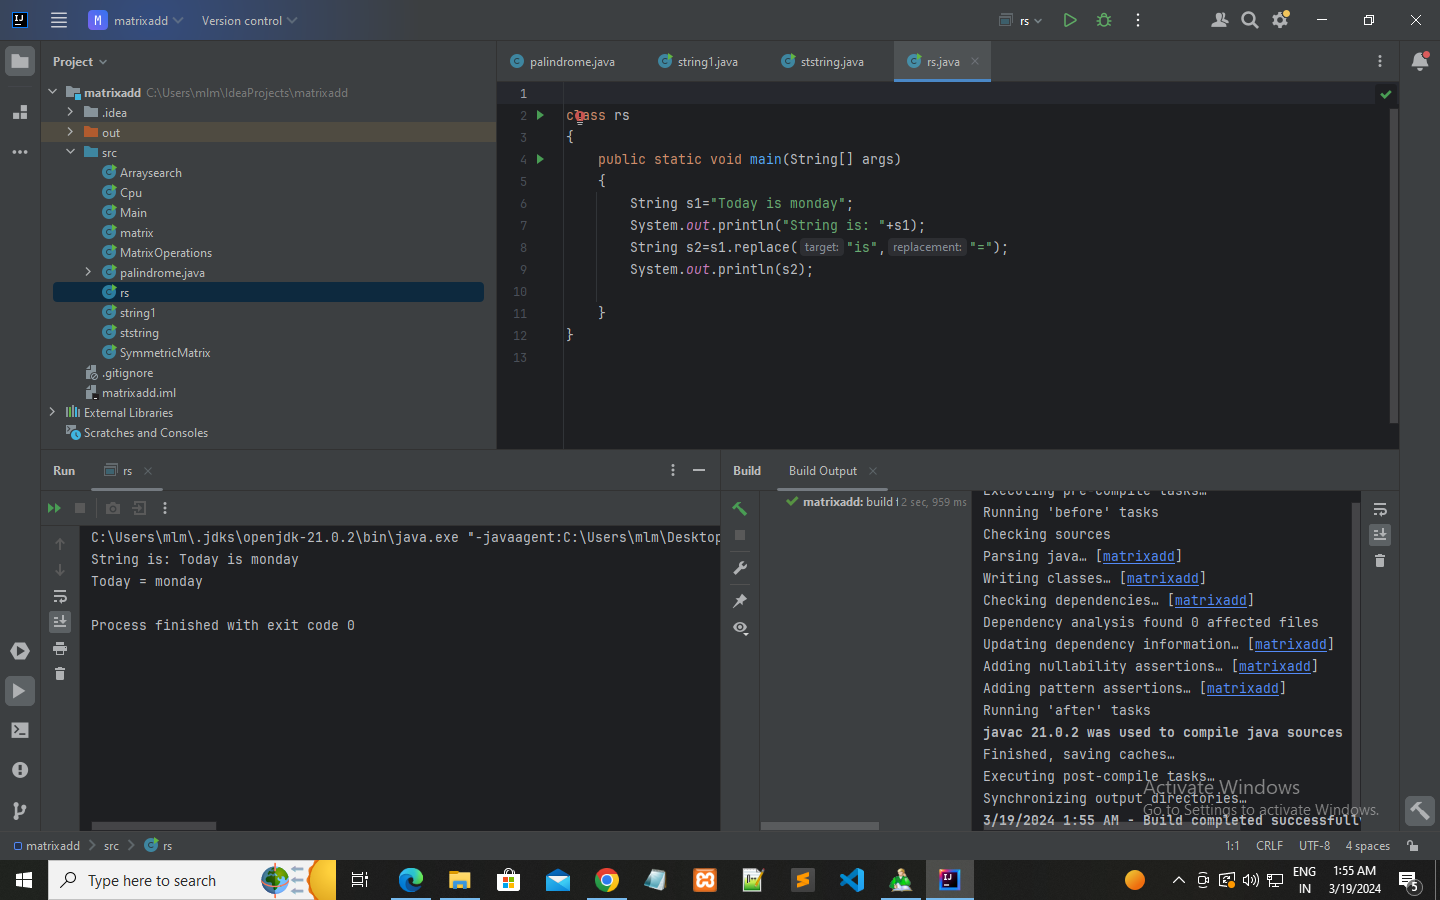 M matrixadd Version control rs
Project
palindrome.java string1.java ststring.java rs.java
matrixadd C:\Users\mlm\IdeaProjects\matrixadd
.idea
out
src
Arraysearch
Cpu
Main
matrix
MatrixOperations
palindrome.java
rs
string1
ststring
SymmetricMatrix
.gitignore
matrixadd.iml
External Libraries
Scratches and Consoles
1
2 class rs
3 {
4 public static void main(String[] args)
5 {
6 String s1="Today is monday";
7 System.out.println("String is: "+s1);
8 String s2=s1.replace( target: "is", replacement: "=");
9 System.out.println(s2);
10
11 }
12 }
13
Run rs
C:\Users\mlm\.jdks\openjdk-21.0.2\bin\java.exe "-javaagent:C:\Users\mlm\Desktop
String is: Today is monday
Today = monday
Process finished with exit code 0
Build Build Output
matrixadd: build f 2 sec, 959 ms
Executing pre-compile tasks…
Running 'before' tasks
Checking sources
Parsing java… [matrixadd]
Writing classes… [matrixadd]
Checking dependencies… [matrixadd]
Dependency analysis found 0 affected files
Updating dependency information… [matrixadd]
Adding nullability assertions… [matrixadd]
Adding pattern assertions… [matrixadd]
Running 'after' tasks
javac 21.0.2 was used to compile java sources
Finished, saving caches…
Executing post-compile tasks…
Synchronizing output directories…
3/19/2024 1:55 AM - Build completed successfully
Activate Windows
Go to Settings to activate Windows.
matrixadd src rs
1:1 CRLF UTF-8 4 spaces
Type here to search
ENG
IN
1:55 AM
3/19/2024
5